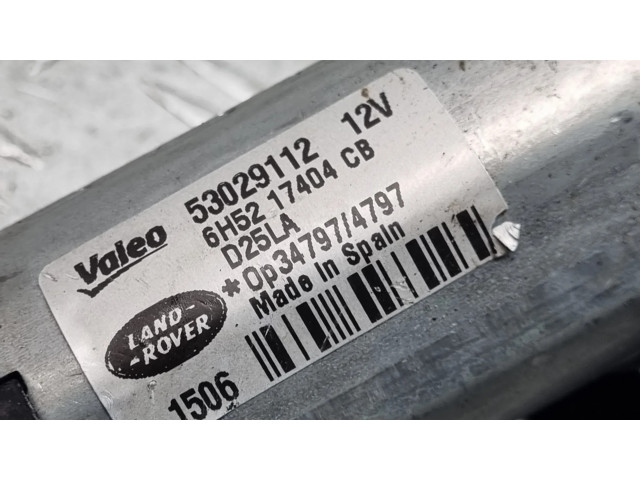 Valeo
53029112 12V
6H52 17404 CB
D25LA
*Op34797/4797
Made In Spain
LAND-
-ROVER
1506